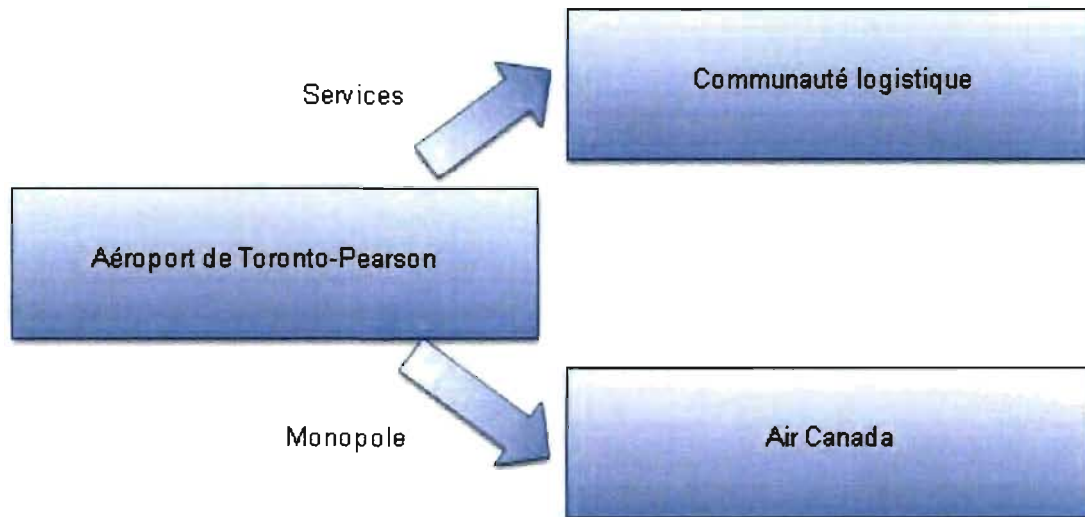 Communauté logistique
Services
Aéroport de Toronto-Pearson
Monopole
Air Canada